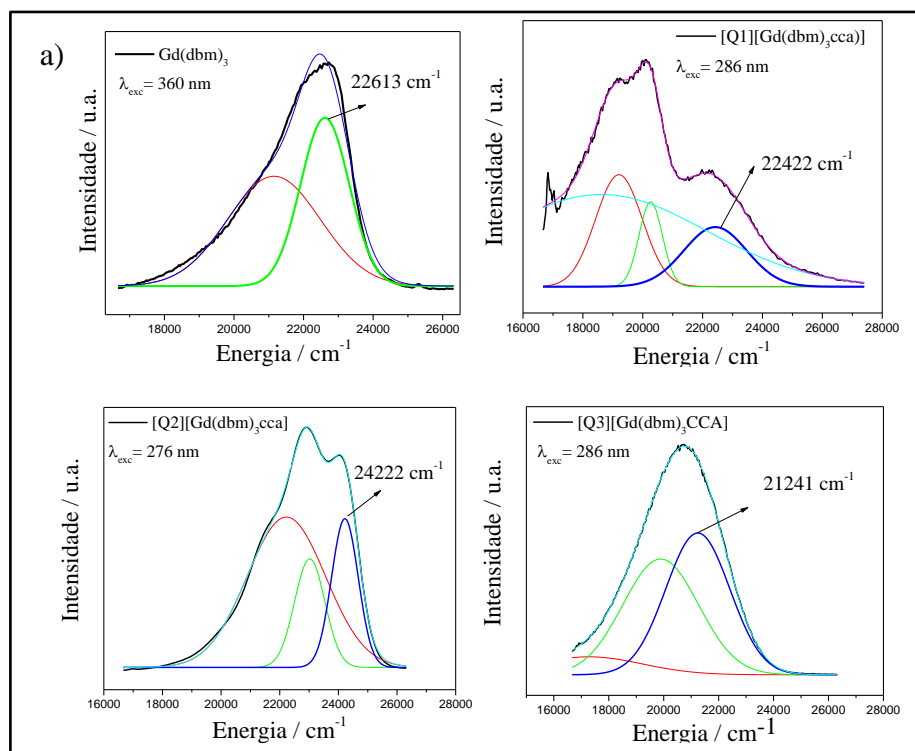 a)
Gd(dbm)₃
λexc= 360 nm
22613 cm⁻¹
Intensidade / u.a.
18000 20000 22000 24000 26000
Energia / cm⁻¹
[Q1][Gd(dbm)₃cca)]
λexc= 286 nm
22422 cm⁻¹
Intensidade / u.a.
16000 18000 20000 22000 24000 26000 28000
Energia / cm⁻¹
[Q2][Gd(dbm)₃cca]
λexc= 276 nm
24222 cm⁻¹
Intensidade / u.a.
16000 18000 20000 22000 24000 26000 28000
Energia / cm⁻¹
[Q3][Gd(dbm)₃CCA]
λexc= 286 nm
21241 cm⁻¹
Intensidade / u.a.
16000 18000 20000 22000 24000 26000 28000
Energia / cm-1